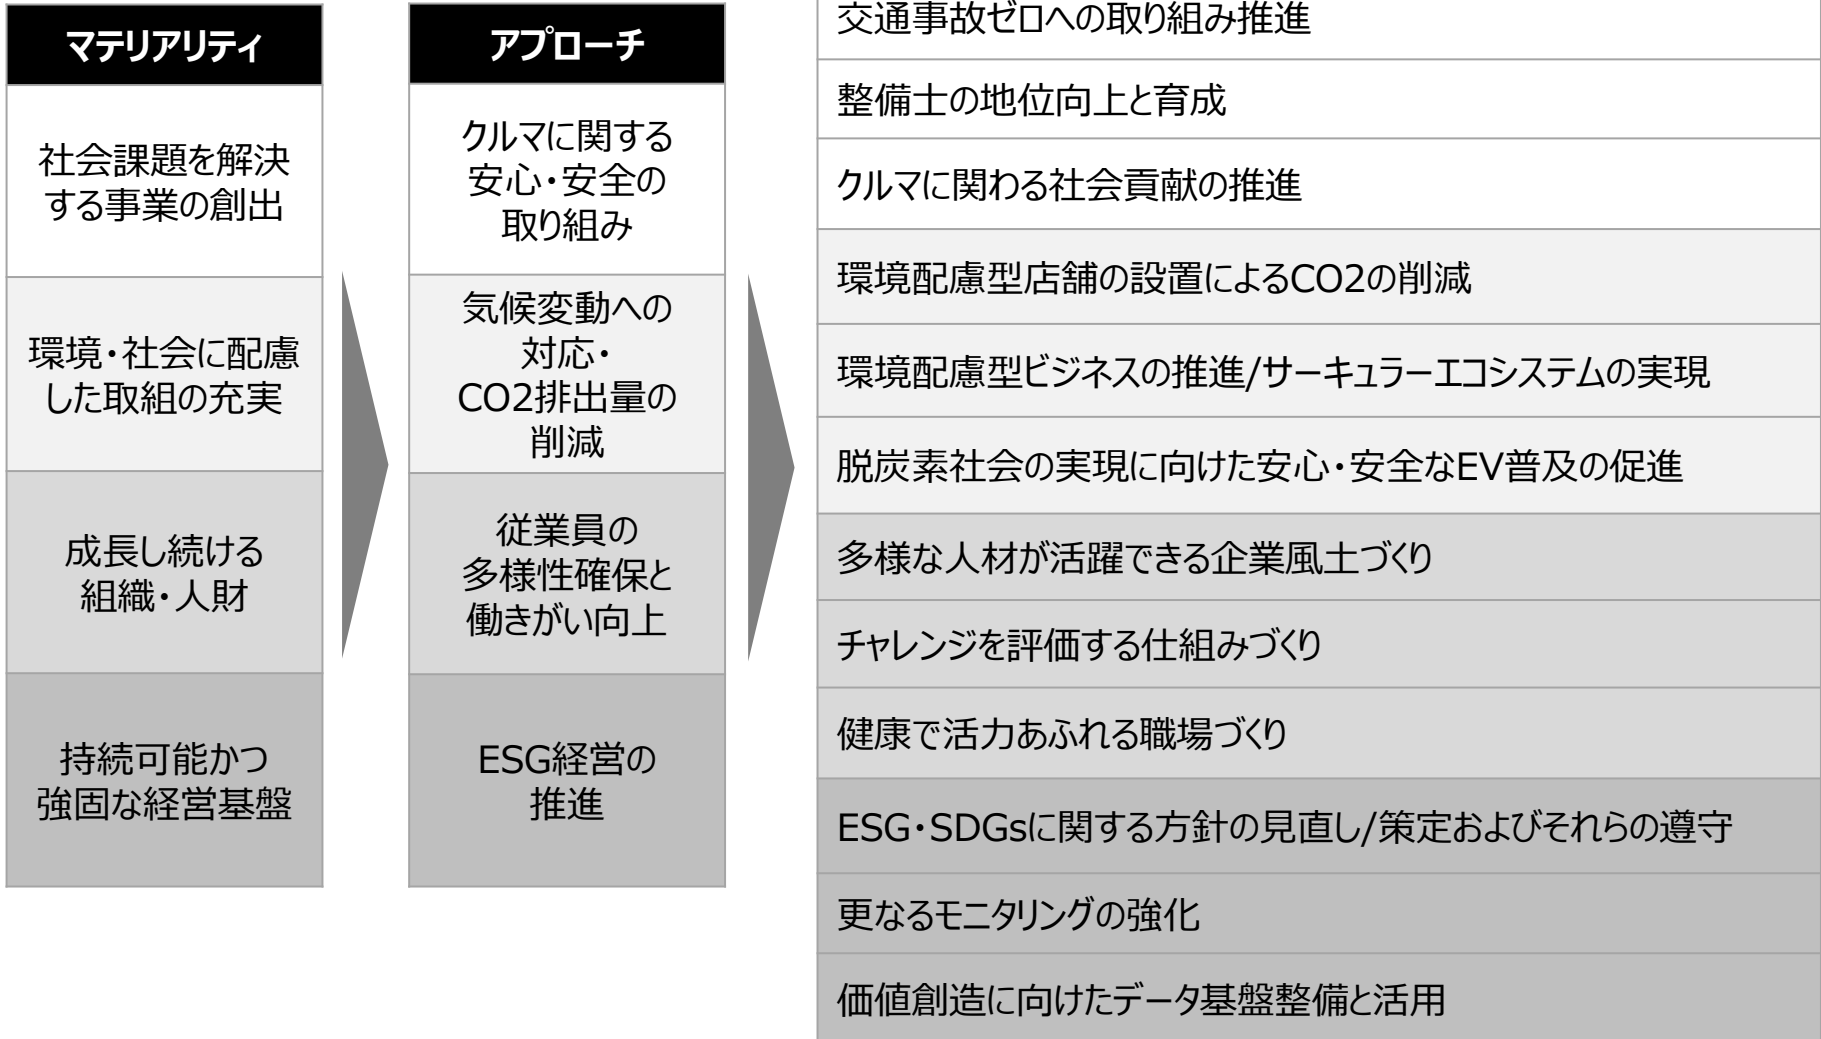 マテリアリティ
社会課題を解決
する事業の創出
環境・社会に配慮
した取組の充実
成長し続ける
組織・人財
持続可能かつ
強固な経営基盤
アプローチ
クルマに関する
安心・安全の
取り組み
気候変動への
対応・
CO2排出量の
削減
従業員の
多様性確保と
働きがい向上
ESG経営の
推進
交通事故ゼロへの取り組み推進
整備士の地位向上と育成
クルマに関わる社会貢献の推進
環境配慮型店舗の設置によるCO2の削減
環境配慮型ビジネスの推進/サーキュラーエコシステムの実現
脱炭素社会の実現に向けた安心・安全なEV普及の促進
多様な人材が活躍できる企業風土づくり
チャレンジを評価する仕組みづくり
健康で活力あふれる職場づくり
ESG・SDGsに関する方針の見直し/策定およびそれらの遵守
更なるモニタリングの強化
価値創造に向けたデータ基盤整備と活用